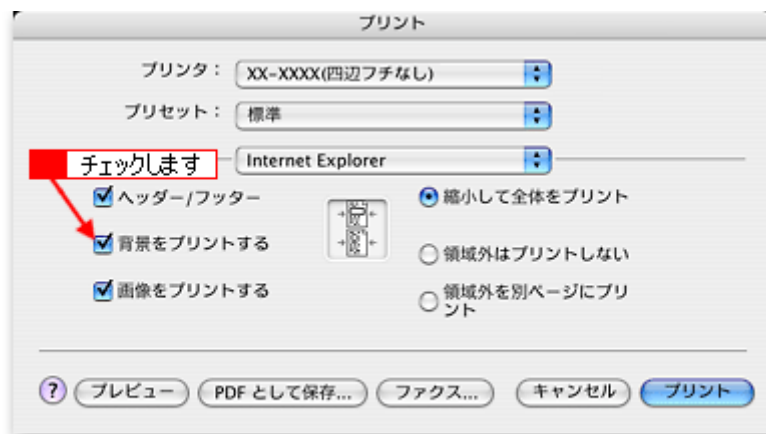 プリント
プリンタ： XX-XXXX(四辺フチなし)
プリセット： 標準
チェックします Internet Explorer
ヘッダー/フッター
縮小して全体をプリント
背景をプリントする
領域外はプリントしない
画像をプリントする
領域外を別ページにプリ
ント
? プレビュー PDF として保存... ファクス... キャンセル プリント